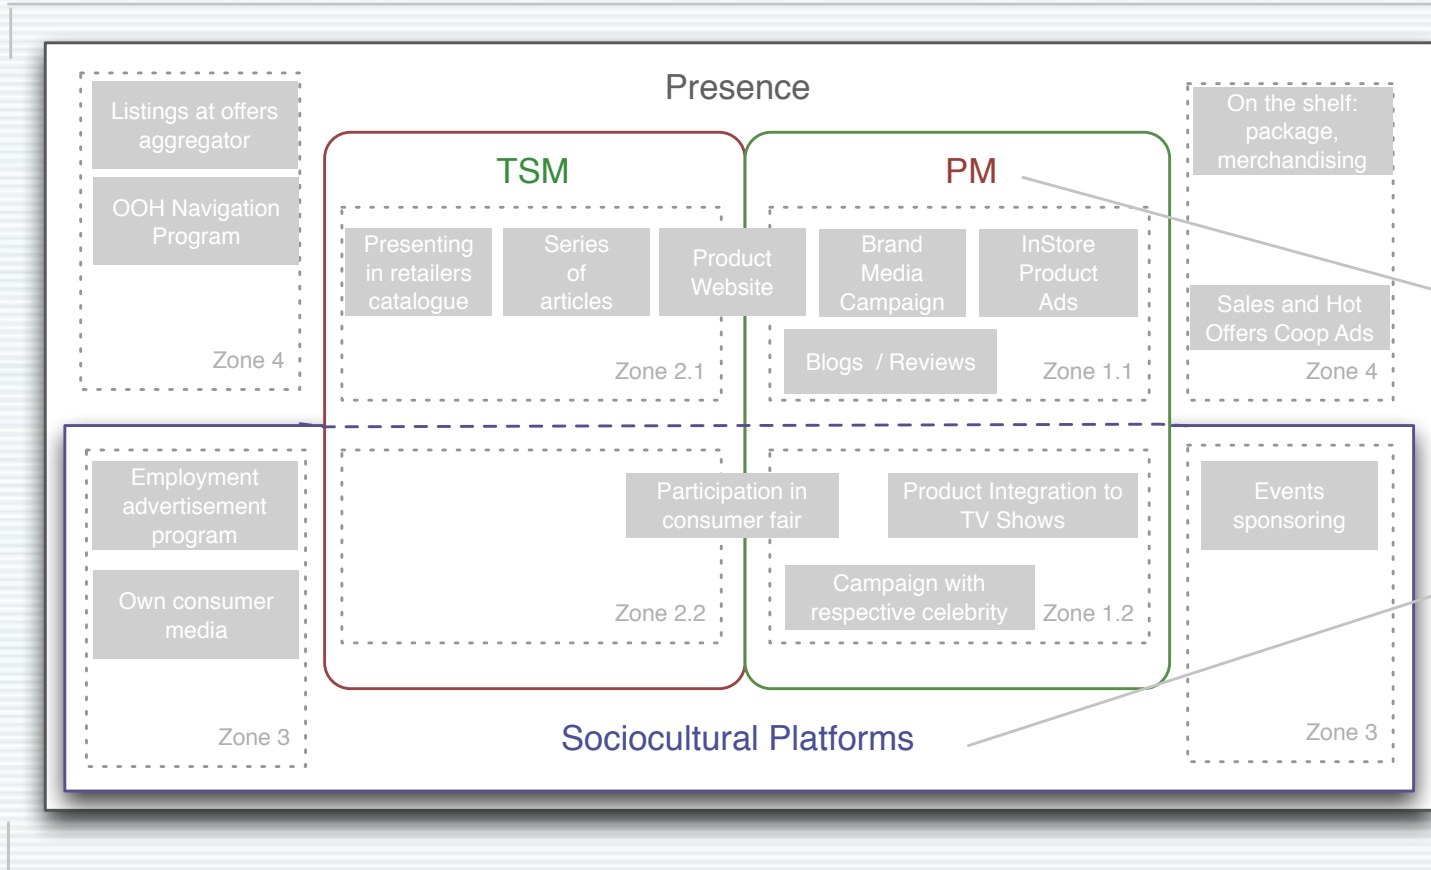 Presence
Listings at offers
aggregator
OOH Navigation
Program
Zone 4
TSM
Presenting
in retailers
catalogue
Series
of
articles
Product
Website
Zone 2.1
PM
Brand
Media
Campaign
InStore
Product
Ads
Blogs / Reviews
Zone 1.1
On the shelf:
package,
merchandising
Sales and Hot
Offers Coop Ads
Zone 4
Employment
advertisement
program
Own consumer
media
Zone 3
Participation in
consumer fair
Zone 2.2
Product Integration to
TV Shows
Campaign with
respective celebrity
Zone 1.2
Events
sponsoring
Zone 3
Sociocultural Platforms